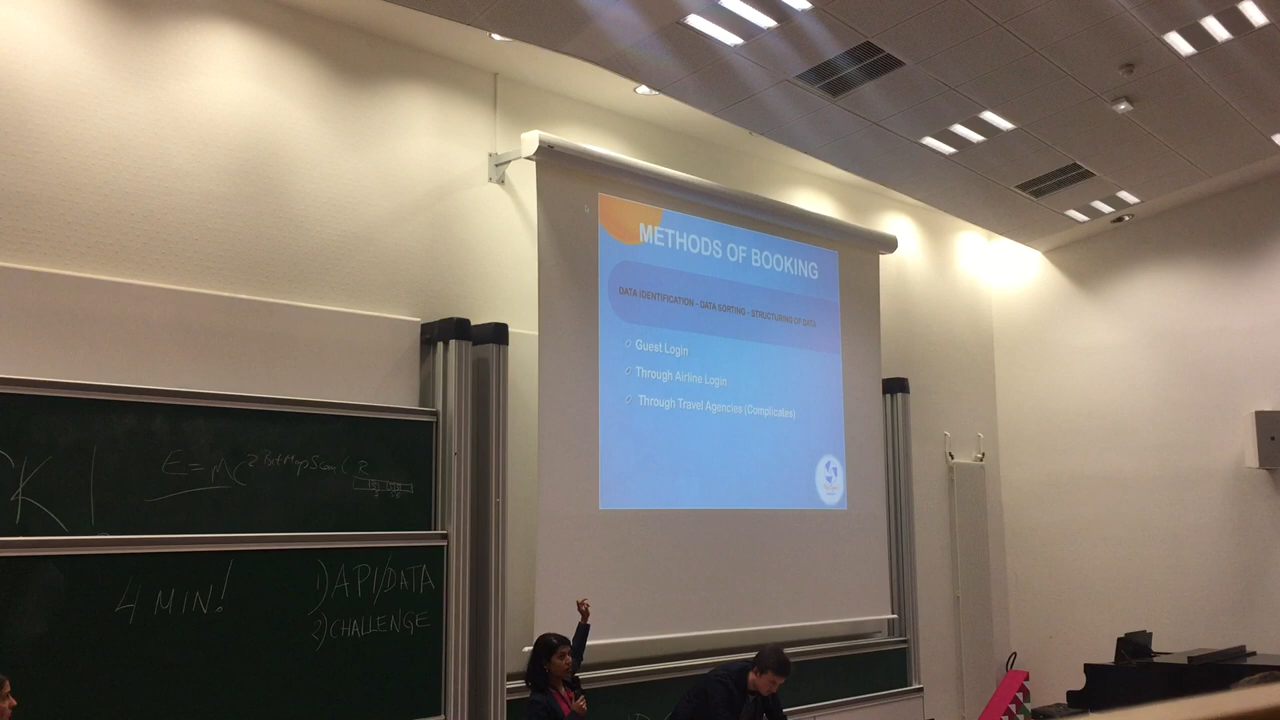 METHODS OF BOOKING
DATA IDENTIFICATION - DATA SORTING - STRUCTURING OF DATA
Guest Login
Through Airline Login
Through Travel Agencies (Complicates)
K |
E = M C
4 MIN!
1) API/DATA
2) CHALLENGE